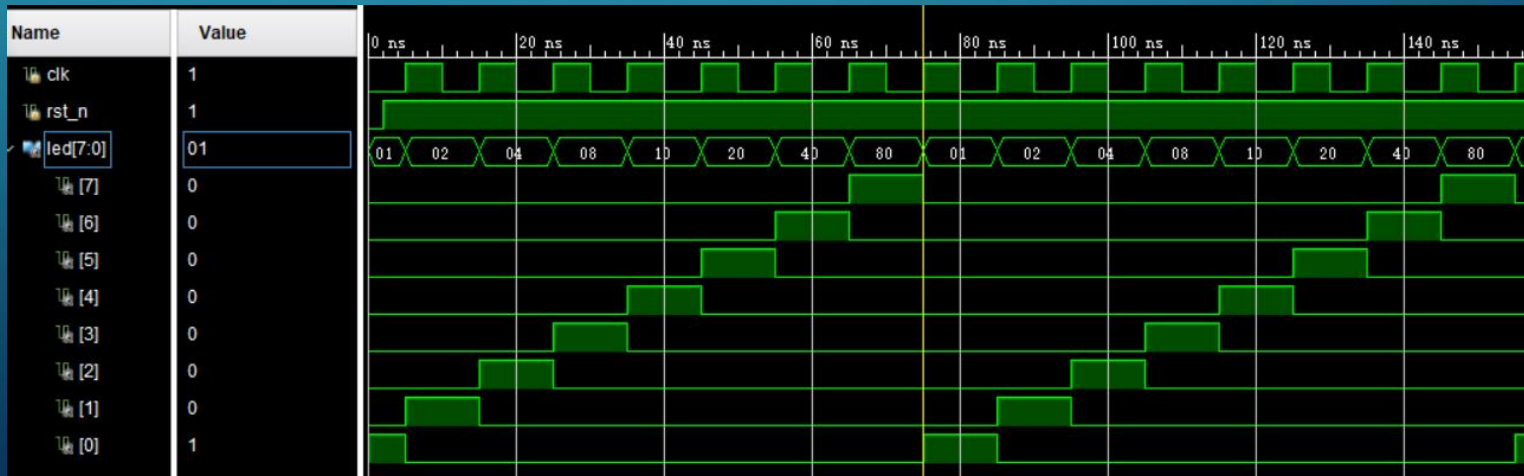 Name Value
0 ns 20 ns 40 ns 60 ns 80 ns 100 ns 120 ns 140 ns
clk 1
rst_n 1
led[7:0] 01 01 02 04 08 10 20 40 80 01 02 04 08 10 20 40 80
[7] 0
[6] 0
[5] 0
[4] 0
[3] 0
[2] 0
[1] 0
[0] 1